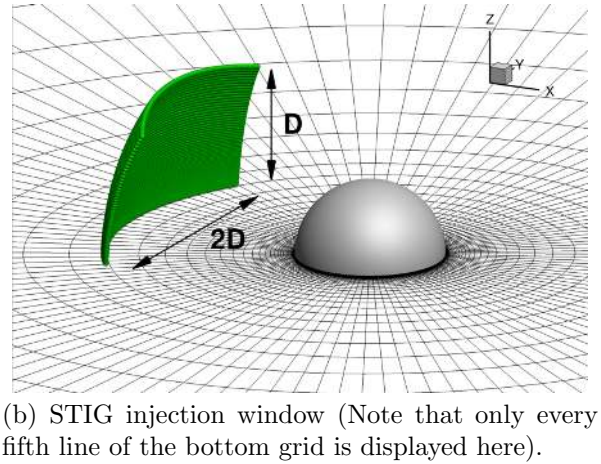 Z
Y
X
D
2D
(b) STIG injection window (Note that only every
fifth line of the bottom grid is displayed here).